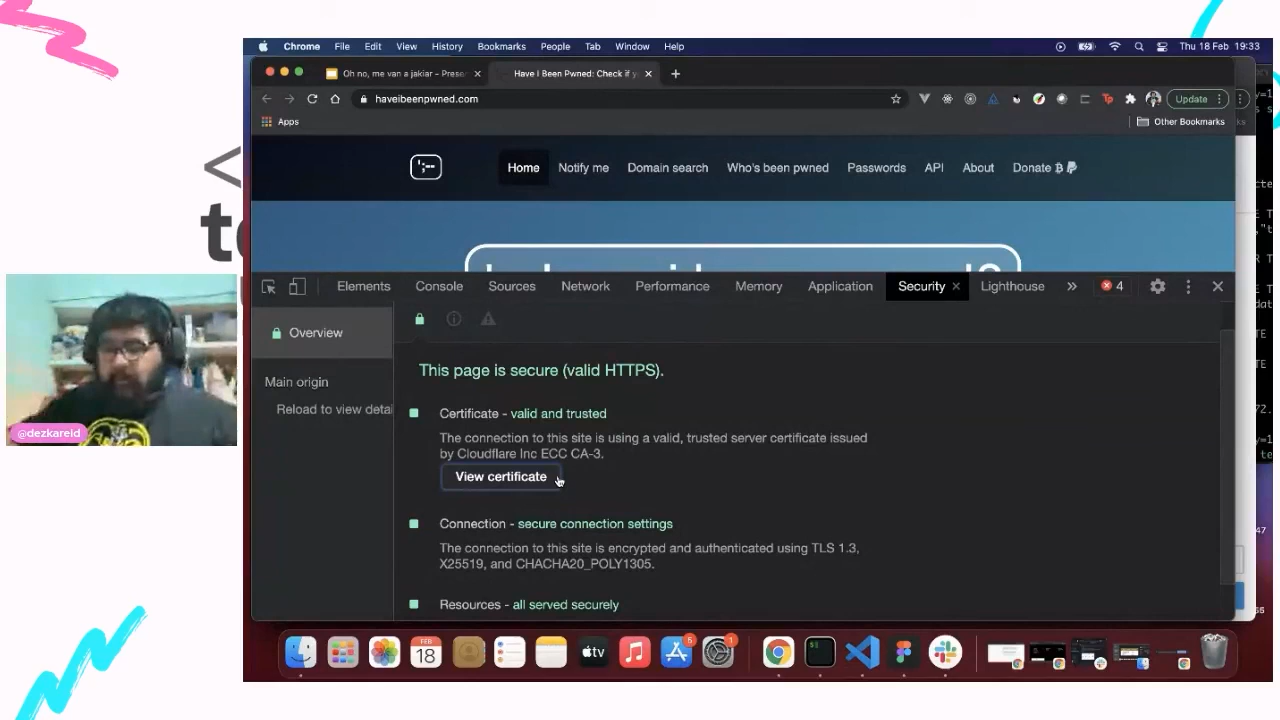 Chrome File Edit View History Bookmarks People Tab Window Help Thu 18 Feb 19:33
Oh no, me van a jakiar – Prese
Have I Been Pwned: Check if y
haveibeenpwned.com
Update
Apps
Other Bookmarks
Home Notify me Domain search Who's been pwned Passwords API About Donate
Elements Console Sources Network Performance Memory Application Security Lighthouse 4
Overview
Main origin
Reload to view detai
This page is secure (valid HTTPS).
Certificate - valid and trusted
The connection to this site is using a valid, trusted server certificate issued
by Cloudflare Inc ECC CA-3.
View certificate
Connection - secure connection settings
The connection to this site is encrypted and authenticated using TLS 1.3,
X25519, and CHACHA20_POLY1305.
Resources - all served securely
@dezkareid
FEB
18
tv
5
1